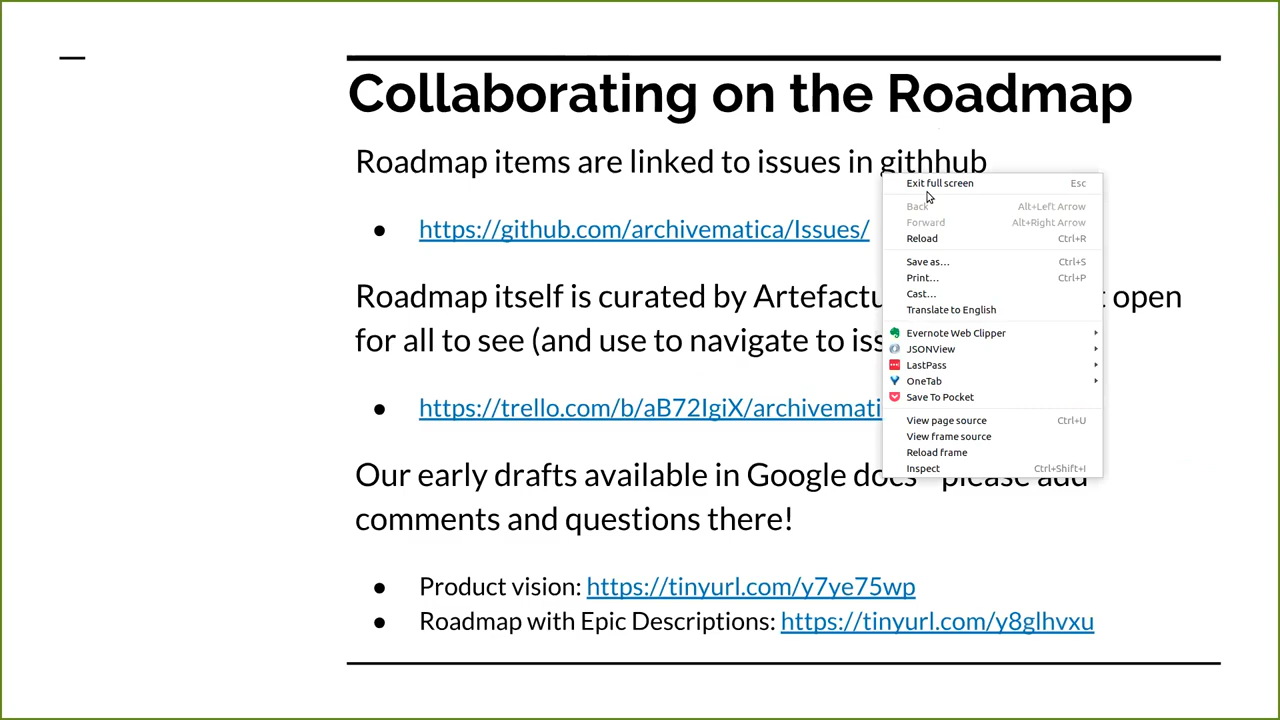 Collaborating on the Roadmap
Roadmap items are linked to issues in githhub
● https://github.com/archivematica/Issues/
Roadmap itself is curated by open
for all to see (and use to navigate to
● https://trello.com/b/aB72IgiX/archivemati
Our early drafts available in Google docs please add
comments and questions there!
● Product vision: https://tinyurl.com/y7ye75wp
● Roadmap with Epic Descriptions: https://tinyurl.com/y8glhvxu
Exit full screen Esc
Back Alt+Left Arrow
Forward Alt+Right Arrow
Reload Ctrl+R
Save as... Ctrl+S
Print... Ctrl+P
Cast...
Translate to English
Evernote Web Clipper
JSONView
LastPass
OneTab
Save To Pocket
View page source Ctrl+U
View frame source
Reload frame
Inspect Ctrl+Shift+I